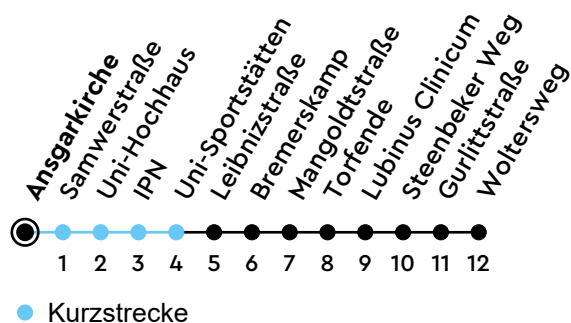 Ansgarkirche
Samwerstraße
Uni-Hochhaus
IPN
Uni-Sportstätten
Leibnizstraße
Bremerskamp
Mangoldtstraße
Torfende
Lubinus Clinicum
Steenbeker Weg
Gurlittstraße
Woltersweg
1 2 3 4 5 6 7 8 9 10 11 12
Kurzstrecke